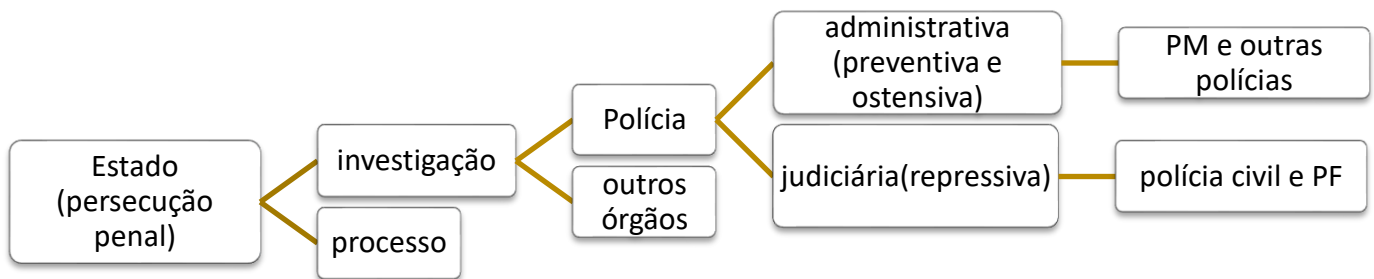 Estado
(persecução
penal)
investigação
processo
Polícia
outros
órgãos
administrativa
(preventiva e
ostensiva)
judiciária(repressiva)
PM e outras
polícias
polícia civil e PF